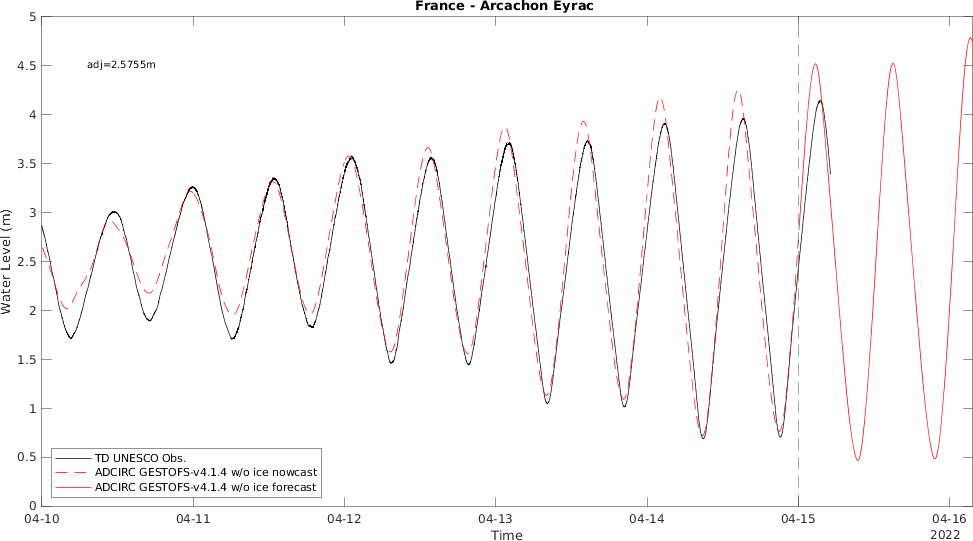 France - Arcachon Eyrac
adj=2.5755m
Water Level (m)
5
4.5
4
3.5
3
2.5
2
1.5
1
0.5
0
TD UNESCO Obs.
ADCIRC GESTOFS-v4.1.4 w/o ice nowcast
ADCIRC GESTOFS-v4.1.4 w/o ice forecast
04-10 04-11 04-12 04-13 04-14 04-15 04-16
Time
2022